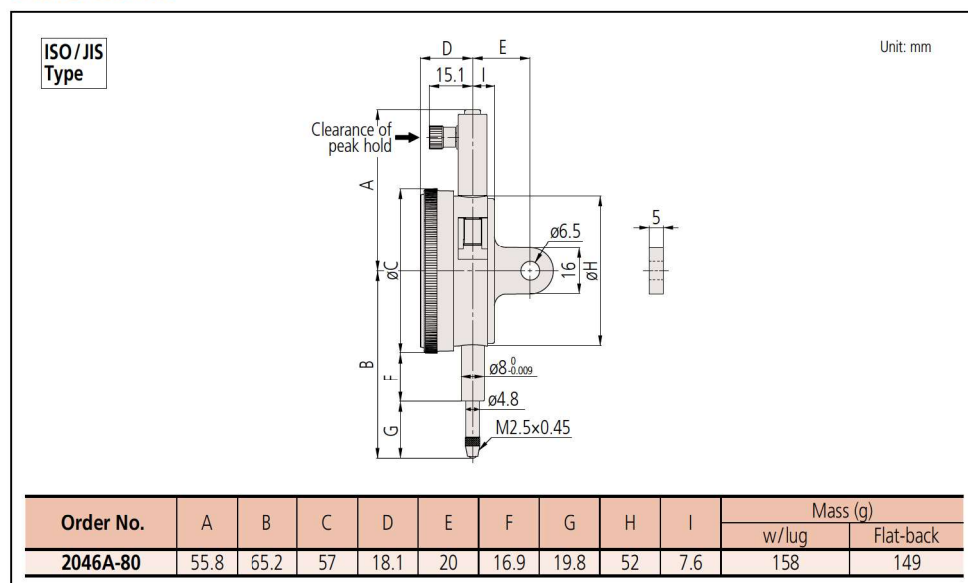 ISO / JIS
Type
Unit: mm
D E
15.1 I
Clearance of
peak hold
A
ø6.5
5
øC
16
øH
B
F
ø8 0 -0.009
ø4.8
G
M2.5×0.45
Order No. A B C D E F G H I Mass (g)
w/lug Flat-back
2046A-80 55.8 65.2 57 18.1 20 16.9 19.8 52 7.6 158 149